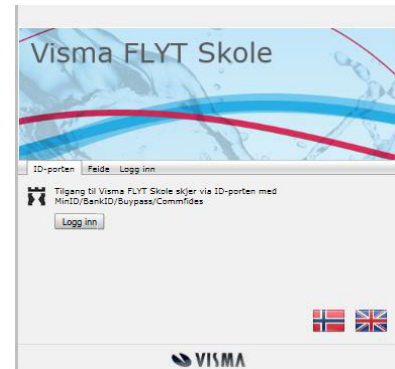 Visma FLYT Skole
ID-porten Feide Logg inn
Tilgang til Visma FLYT Skole skjer via ID-porten med
MinID/BankID/Buypass/Commfides
Logg inn
VISMA